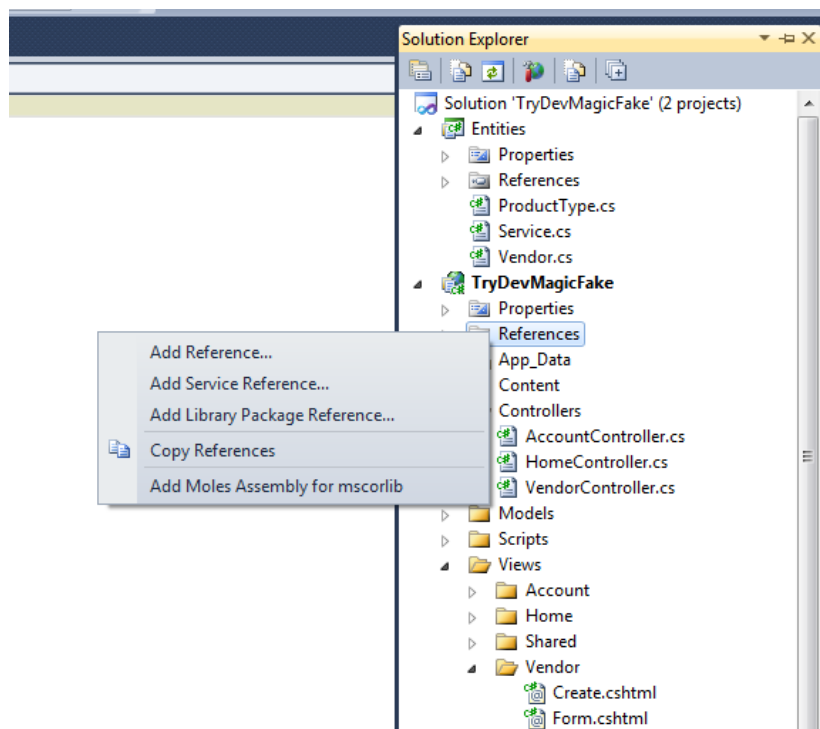 Solution Explorer
Solution 'TryDevMagicFake' (2 projects)
Entities
Properties
References
ProductType.cs
Service.cs
Vendor.cs
TryDevMagicFake
Properties
References
App_Data
Content
Controllers
AccountController.cs
HomeController.cs
VendorController.cs
Models
Scripts
Views
Account
Home
Shared
Vendor
Create.cshtml
Form.cshtml
Add Reference...
Add Service Reference...
Add Library Package Reference...
Copy References
Add Moles Assembly for mscorlib